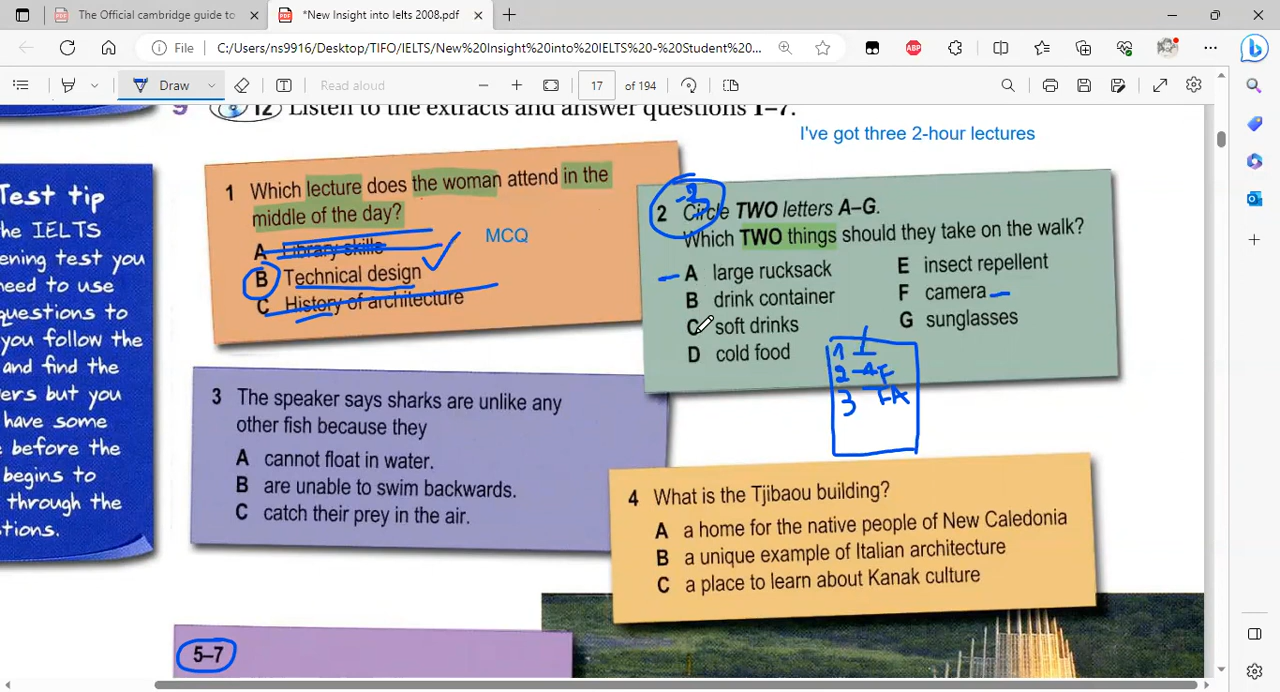 The Official cambridge guide to
*New Insight into Ielts 2008.pdf
File
C:/Users/ns9916/Desktop/TIFO/IELTS/New%20Insight%20into%20IELTS%20-%20Student%20...
ABP
Draw
Read aloud
17
of 194
9
12 Listen to the extracts and answer questions 1–7.
I've got three 2-hour lectures
Test tip
he IELTS
ening test you
need to use
questions to
you follow the
and find the
ers but you
have some
before the
begins to
through the
tions.
1 Which lecture does the woman attend in the
middle of the day?
A Library skills
B Technical design
C History of architecture
MCQ
2 Circle TWO letters A–G.
Which TWO things should they take on the walk?
A large rucksack
B drink container
C soft drinks
D cold food
E insect repellent
F camera
G sunglasses
1
2
3
3 The speaker says sharks are unlike any
other fish because they
A cannot float in water.
B are unable to swim backwards.
C catch their prey in the air.
4 What is the Tjibaou building?
A a home for the native people of New Caledonia
B a unique example of Italian architecture
C a place to learn about Kanak culture
5–7